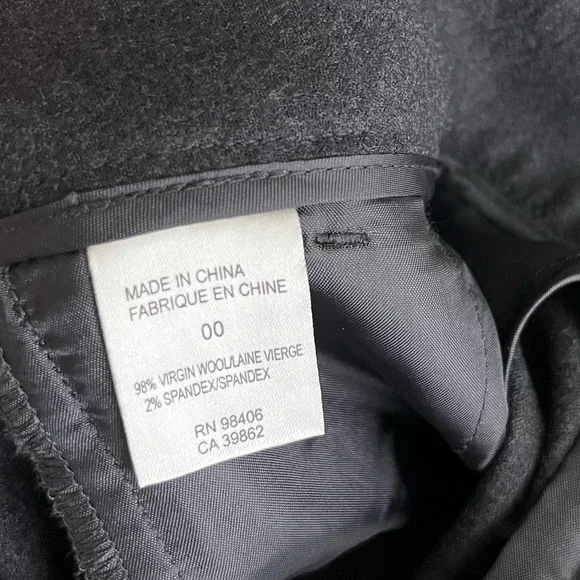 MADE IN CHINA
FABRIQUE EN CHINE
00
98% VIRGIN WOOL/LAINE VIERGE
2% SPANDEX/SPANDEX
RN 98406
CA 39862